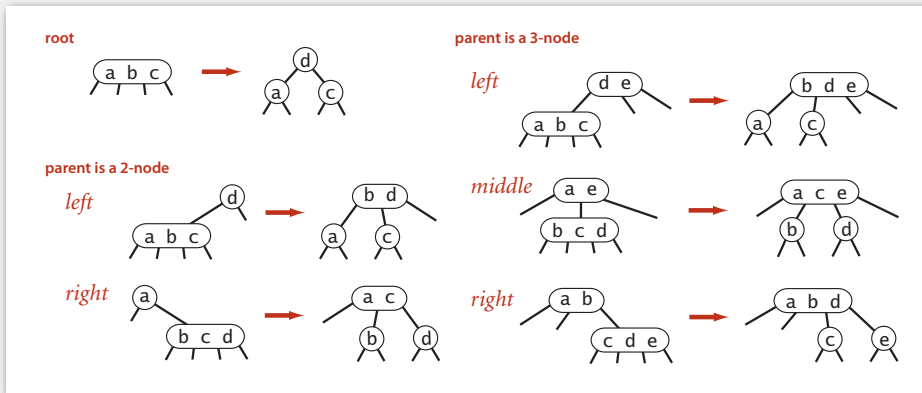 root
a b c
d
a
c
parent is a 2-node
left
d
a b c
b d
a
c
right
a
b c d
a c
b
d
parent is a 3-node
left
d e
a b c
b d e
a
c
middle
a e
b c d
a c e
b
d
right
a b
c d e
a b d
c
e